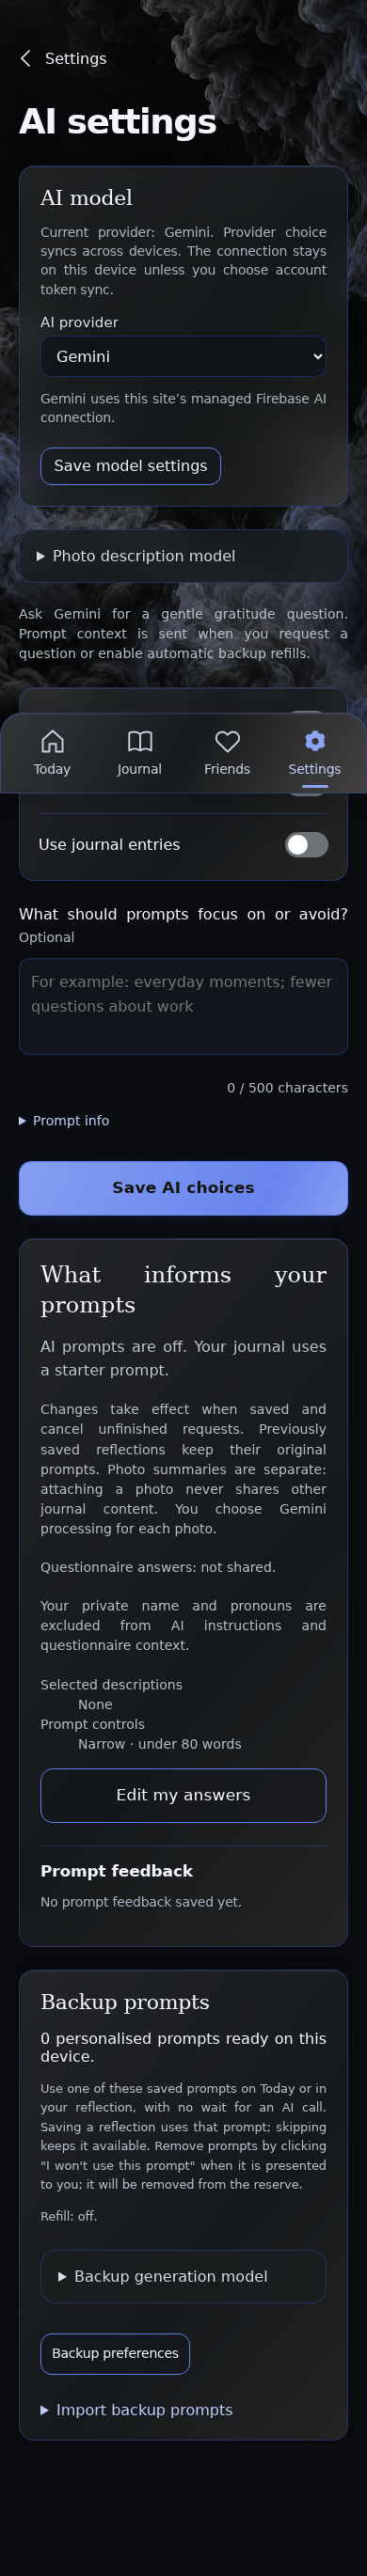 Settings
AI settings
AI model
Current provider: Gemini. Provider choice
syncs across devices. The connection stays
on this device unless you choose account
token sync.
AI provider
Gemini
Gemini uses this site’s managed Firebase AI
connection.
Save model settings
Photo description model
Ask Gemini for a gentle gratitude question.
Prompt context is sent when you request a
question or enable automatic backup refills.
Today
Journal
Friends
Settings
Use journal entries
What should prompts focus on or avoid?
Optional
For example: everyday moments; fewer
questions about work
0 / 500 characters
Prompt info
Save AI choices
What informs your
prompts
AI prompts are off. Your journal uses
a starter prompt.
Changes take effect when saved and
cancel unfinished requests. Previously
saved reflections keep their original
prompts. Photo summaries are separate:
attaching a photo never shares other
journal content. You choose Gemini
processing for each photo.
Questionnaire answers: not shared.
Your private name and pronouns are
excluded from AI instructions and
questionnaire context.
Selected descriptions
None
Prompt controls
Narrow · under 80 words
Edit my answers
Prompt feedback
No prompt feedback saved yet.
Backup prompts
0 personalised prompts ready on this
device.
Use one of these saved prompts on Today or in
your reflection, with no wait for an AI call.
Saving a reflection uses that prompt; skipping
keeps it available. Remove prompts by clicking
"I won't use this prompt" when it is presented
to you; it will be removed from the reserve.
Refill: off.
Backup generation model
Backup preferences
Import backup prompts